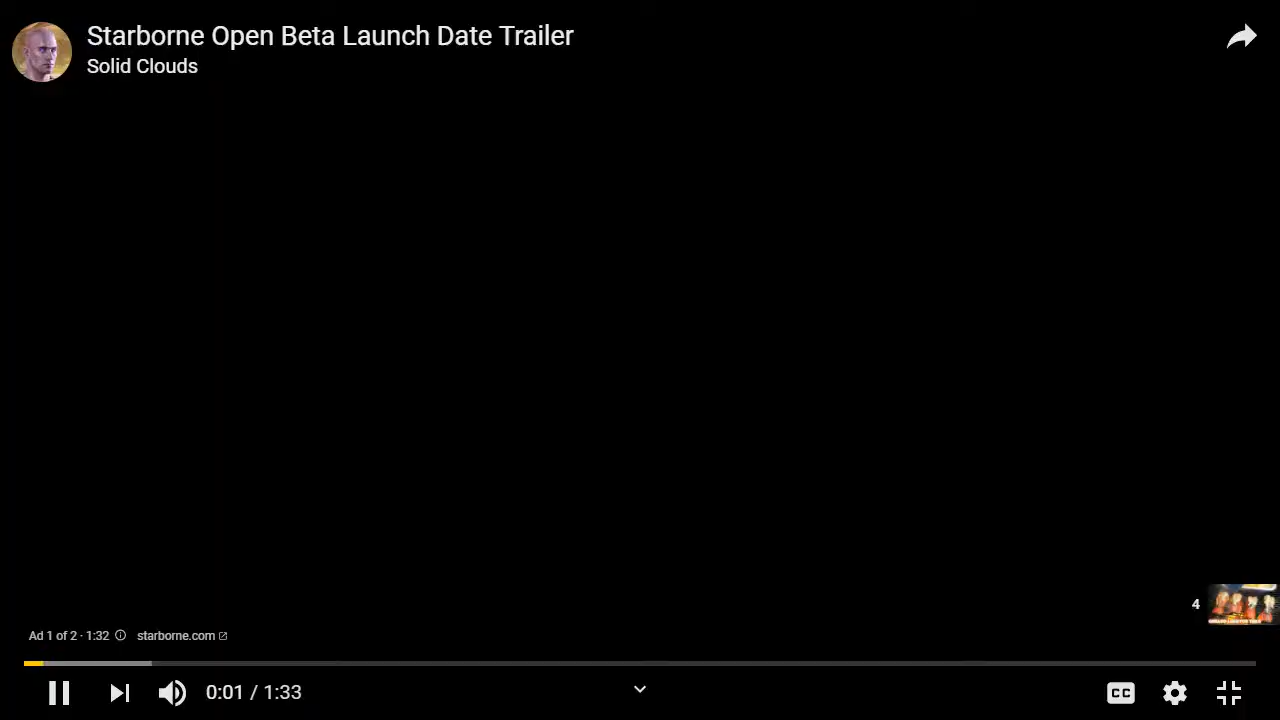 Starborne Open Beta Launch Date Trailer
Solid Clouds
4
Ad 1 of 2 · 1:32 starborne.com
0:01 / 1:33
CC